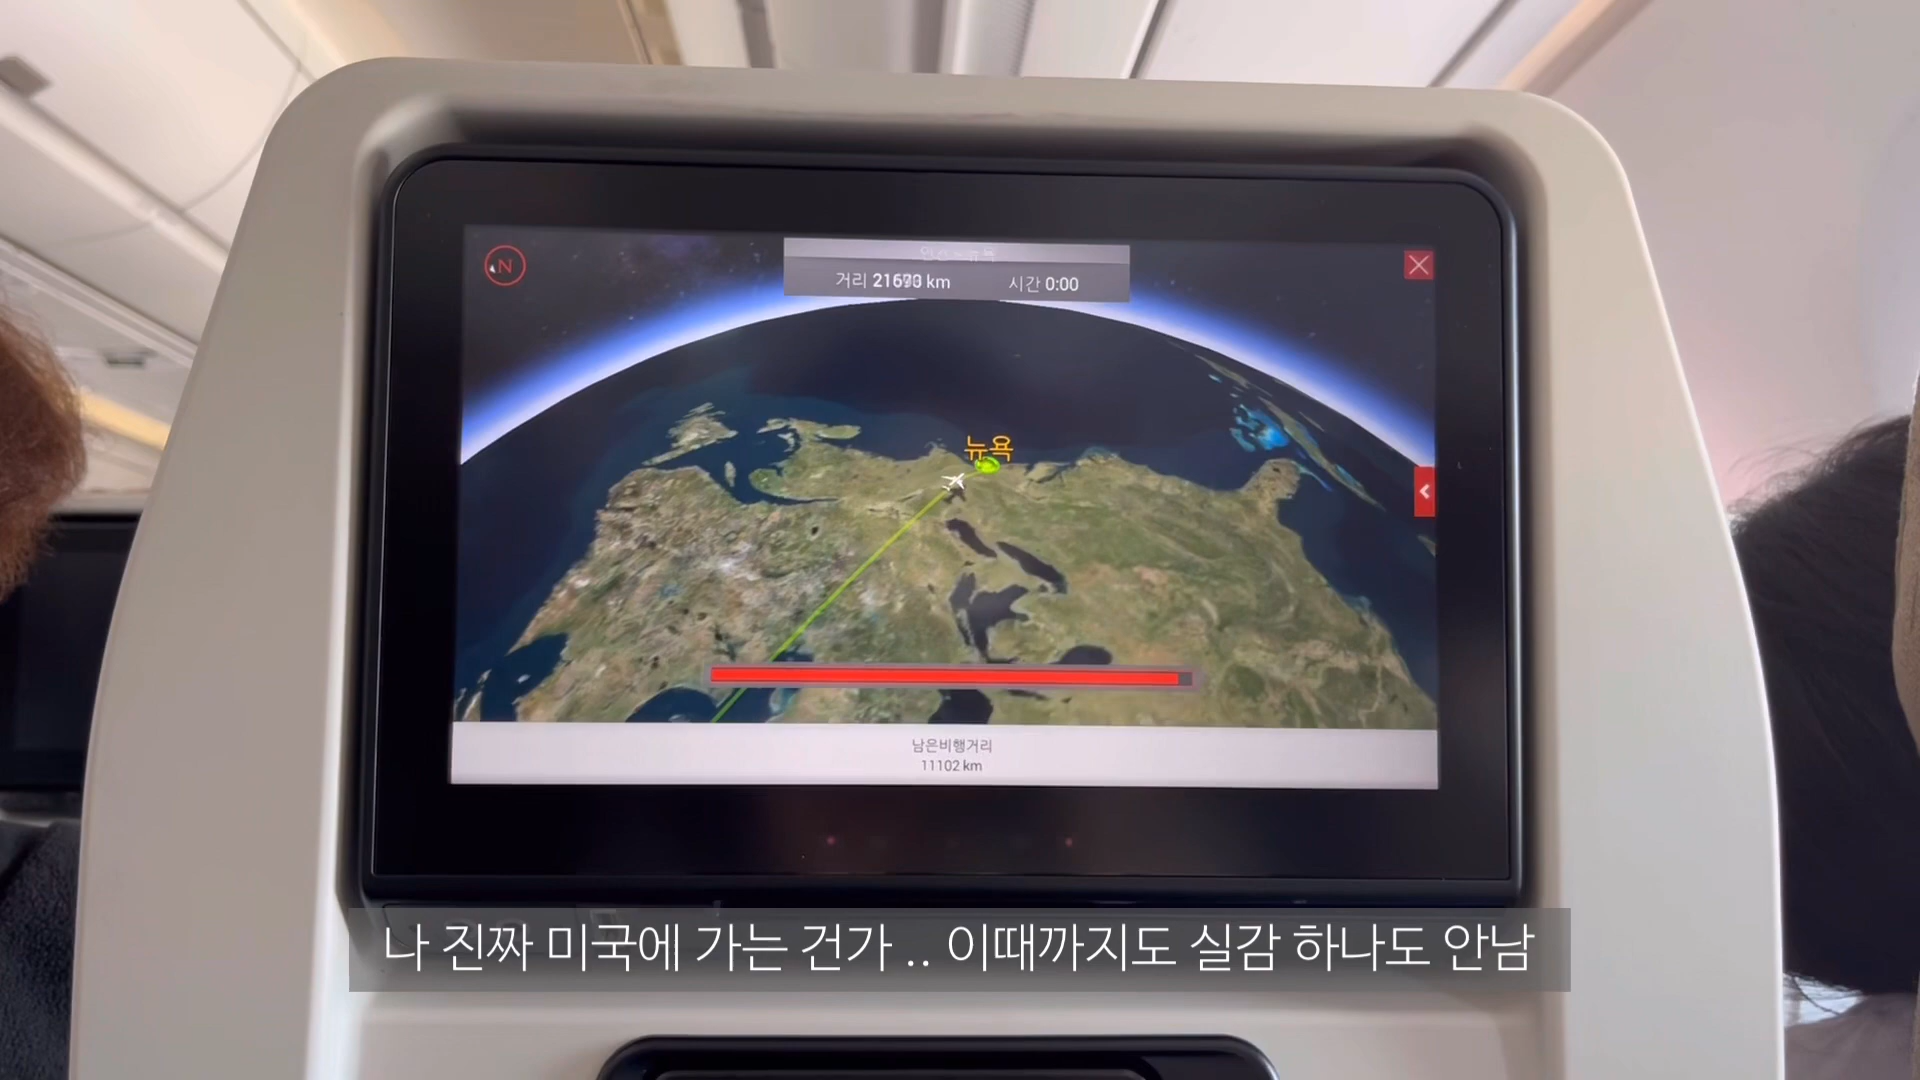 N
시간 0:00
거리 km
뉴욕
남은비행거리
11102 km
나 진짜 미국에 가는 건가 .. 이때까지도 실감 하나도 안남